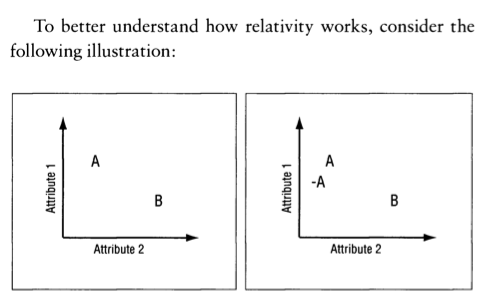 To better understand how relativity works, consider the
following illustration:
Attribute 1
A
B
Attribute 2
Attribute 1
A
-A
B
Attribute 2